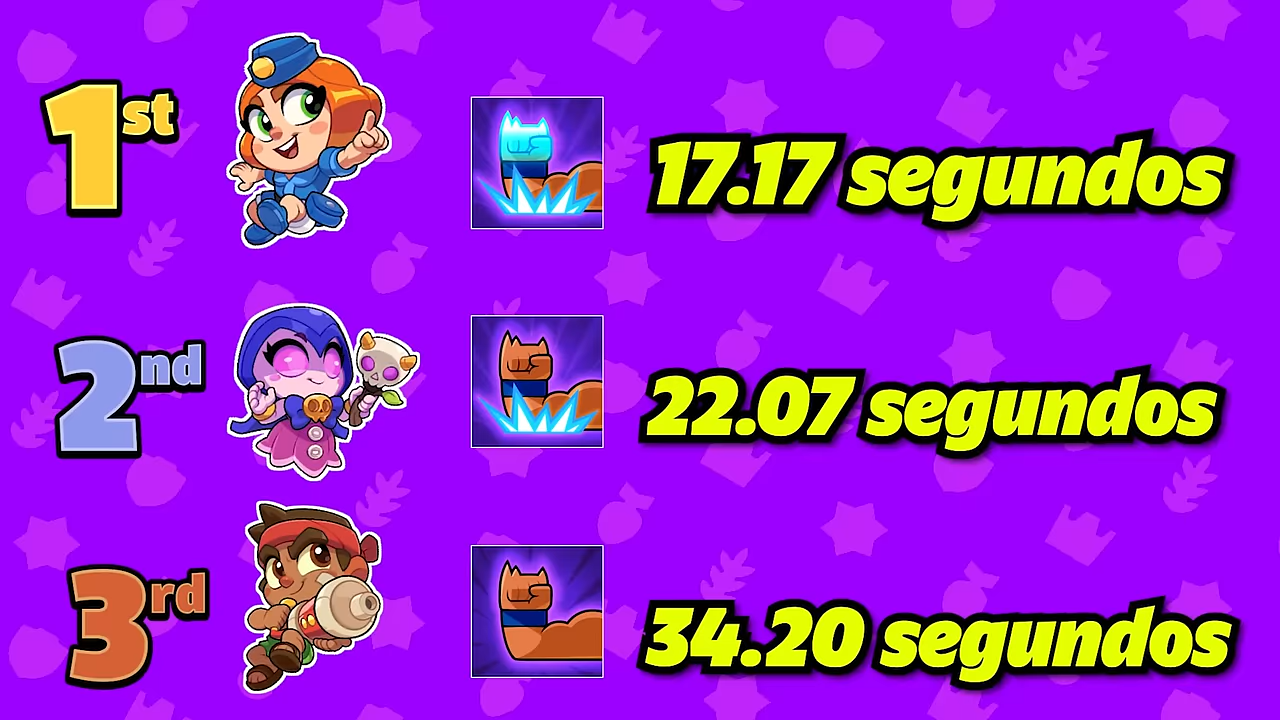 1st
17.17 segundos
2nd
22.07 segundos
3rd
34.20 segundos